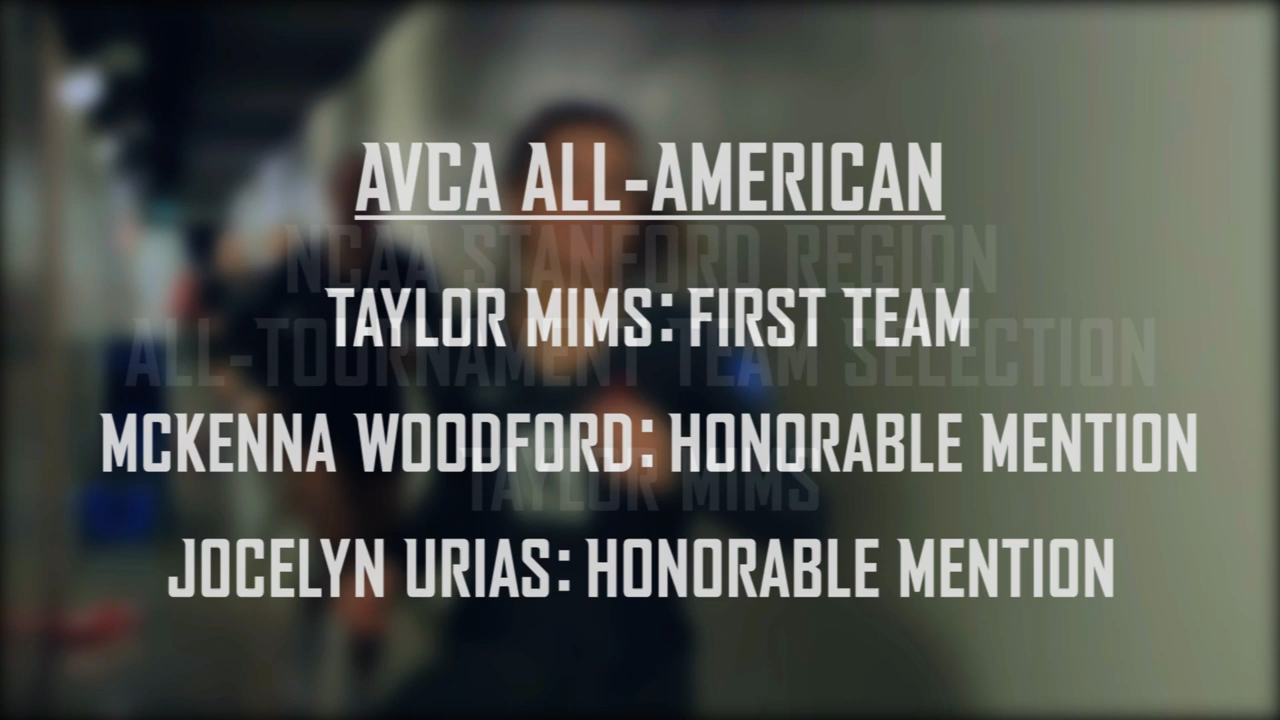 AVCA ALL-AMERICAN
NCAA STANFORD REGION
TAYLOR MIMS: FIRST TEAM
ALL-TOURNAMENT TEAM SELECTION
MCKENNA WOODFORD: HONORABLE MENTION
TAYLOR MIMS
JOCELYN URIAS: HONORABLE MENTION